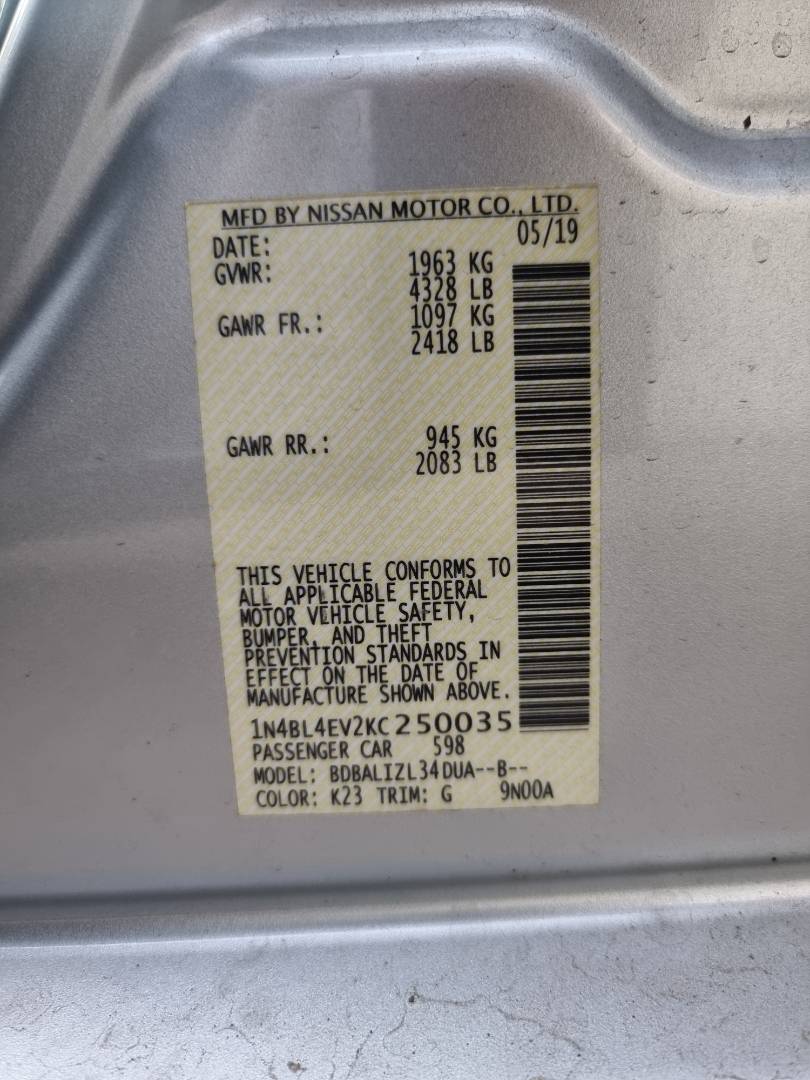 MFD BY NISSAN MOTOR CO., LTD.
DATE: 05/19
GVWR: 1963 KG
4328 LB
GAWR FR.: 1097 KG
2418 LB
GAWR RR.: 945 KG
2083 LB
THIS VEHICLE CONFORMS TO
ALL APPLICABLE FEDERAL
MOTOR VEHICLE SAFETY,
BUMPER, AND THEFT
PREVENTION STANDARDS IN
EFFECT ON THE DATE OF
MANUFACTURE SHOWN ABOVE.
1N4BL4EV2KC250035
PASSENGER CAR 598
MODEL: BDBALIZL34DUA--B--
COLOR: K23 TRIM: G 9N00A